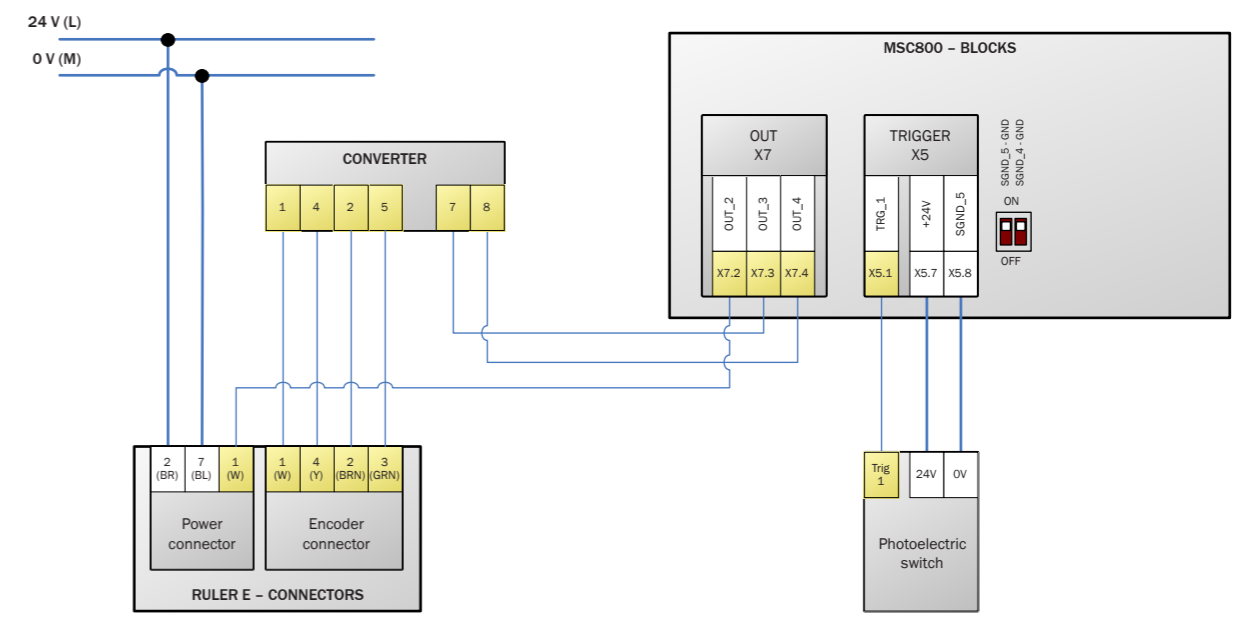 24 V (L)
0 V (M)
MSC800 – BLOCKS
OUT
X7
TRIGGER
X5
SGND_5 - GND
SGND_4 - GND
ON
OFF
CONVERTER
1 4 2 5 7 8
OUT_2 OUT_3 OUT_4
TRG_1 +24V SGND_5
X7.2 X7.3 X7.4
X5.1 X5.7 X5.8
2 7 1 1 4 2 3
(BR) (BL) (W) (W) (Y) (BRN) (GRN)
Power
connector
Encoder
connector
RULER E – CONNECTORS
Trig
1
24V 0V
Photoelectric
switch